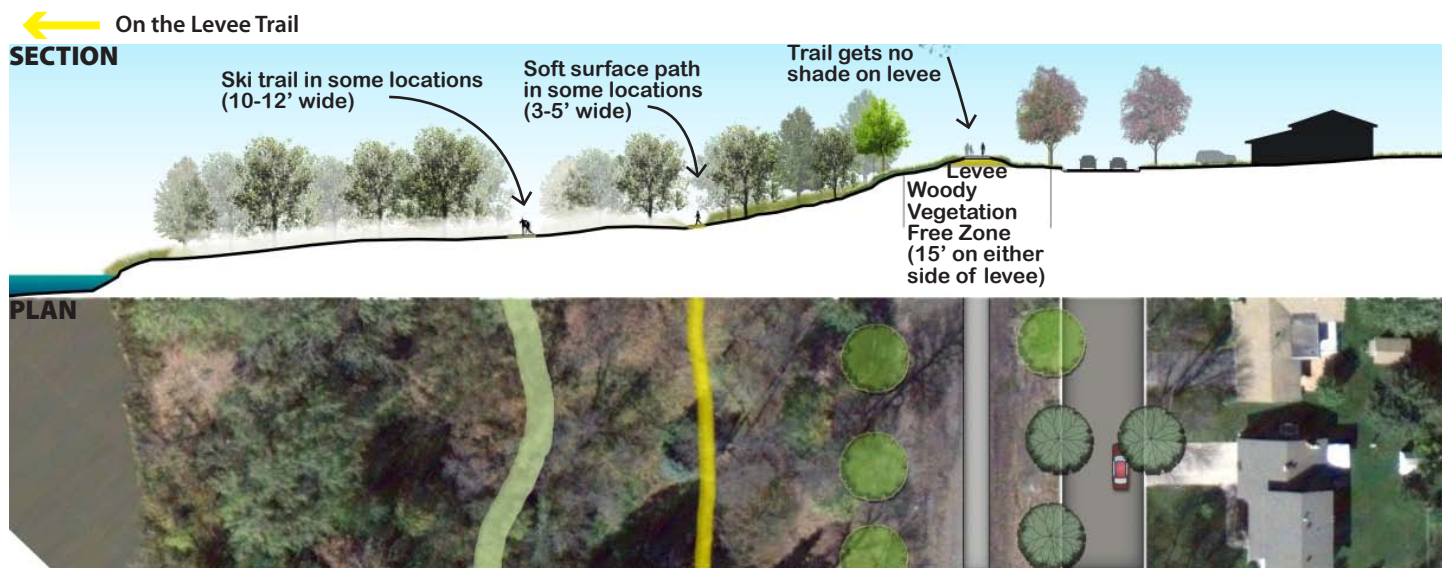 On the Levee Trail
SECTION
Ski trail in some locations
(10-12’ wide)
Soft surface path
in some locations
(3-5’ wide)
Trail gets no
shade on levee
Levee
Woody
Vegetation
Free Zone
(15’ on either
side of levee)
PLAN